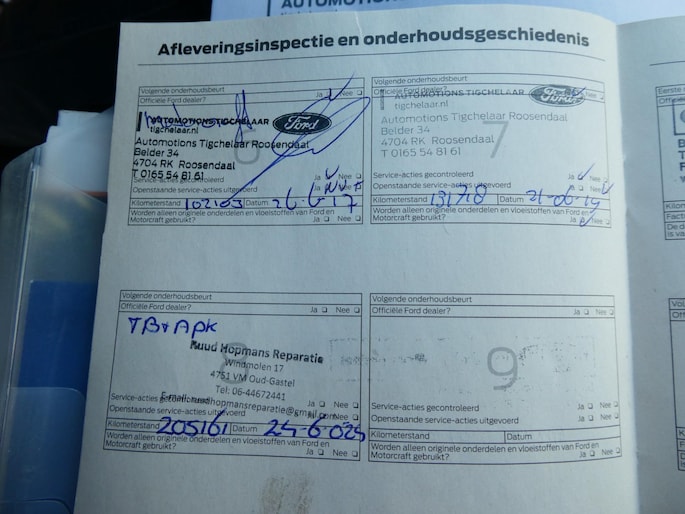 AUTOMOTIONS
Afleveringsinspectie en onderhoudsgeschiedenis
Volgende onderhoudsbeurt
Officiële Ford dealer? Ja Nee
AUTOMOTIONS TIGCHELAAR
tigchelaar.nl
Ford
Automotions Tigchelaar Roosendaal
Belder 34
4704 RK Roosendaal
T 0165 54 81 61
Service-acties gecontroleerd Ja Nee
Openstaande service-acties uitgevoerd Ja Nee
Kilometerstand 102103 Datum 26-6-17
Worden alleen originele onderdelen en vloeistoffen van Ford en
Motorcraft gebruikt? Ja Nee
Volgende onderhoudsbeurt
Officiële Ford dealer? Ja Nee
AUTOMOTIONS TIGCHELAAR
tigchelaar.nl
Ford
Automotions Tigchelaar Roosendaal
Belder 34
4704 RK Roosendaal
T 0165 54 81 61
7
Service-acties gecontroleerd Ja Nee
Openstaande service-acties uitgevoerd Ja Nee
Kilometerstand 131718 Datum 21-06-19
Worden alleen originele onderdelen en vloeistoffen van Ford en
Motorcraft gebruikt? Ja Nee
Volgende onderhoudsbeurt
Officiële Ford dealer? Ja Nee
Ruud Hopmans Reparatie
Windmolen 17
4751 VM Oud-Gastel
Tel: 06-44672441
8
E-mail: ruudhopmansreparatie@gmail.com
Service-acties gecontroleerd Ja Nee
Openstaande service-acties uitgevoerd Ja Nee
Kilometerstand 205161 Datum 24-6-024
Worden alleen originele onderdelen en vloeistoffen van Ford en
Motorcraft gebruikt? Ja Nee
Volgende onderhoudsbeurt
Officiële Ford dealer? Ja Nee
9
Service-acties gecontroleerd Ja Nee
Openstaande service-acties uitgevoerd Ja Nee
Kilometerstand Datum
Worden alleen originele onderdelen en vloeistoffen van Ford en
Motorcraft gebruikt? Ja Nee